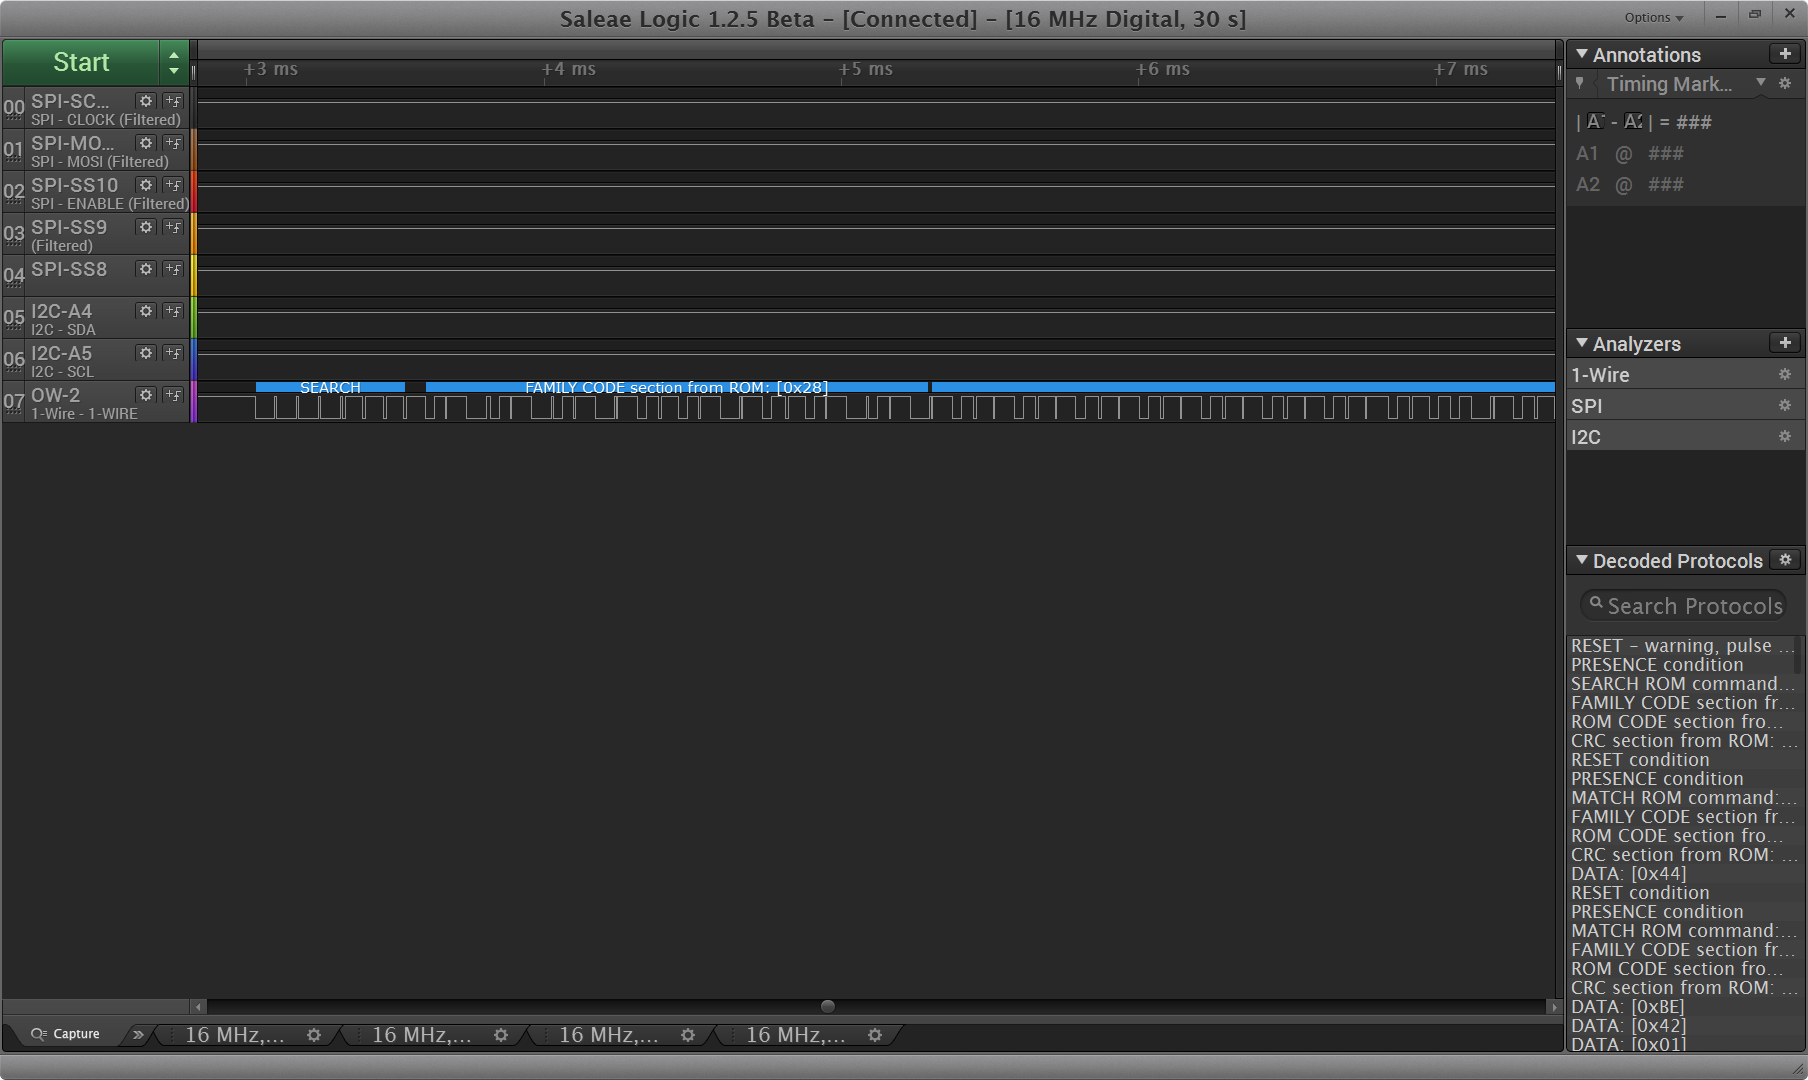 Saleae Logic 1.2.5 Beta - [Connected] - [16 MHz Digital, 30 s]
Options
Start
+3 ms +4 ms +5 ms +6 ms +7 ms
00 SPI-SC...
SPI - CLOCK (Filtered)
01 SPI-MO...
SPI - MOSI (Filtered)
02 SPI-SS10
SPI - ENABLE (Filtered)
03 SPI-SS9
(Filtered)
04 SPI-SS8
05 I2C-A4
I2C - SDA
06 I2C-A5
I2C - SCL
07 OW-2
1-Wire - 1-WIRE
SEARCH FAMILY CODE section from ROM: [0x28]
Capture
16 MHz,... 16 MHz,... 16 MHz,... 16 MHz,...
Annotations
Timing Mark...
| A1 - A2 | = ###
A1 @ ###
A2 @ ###
Analyzers
1-Wire
SPI
I2C
Decoded Protocols
Search Protocols
RESET - warning, pulse ...
PRESENCE condition
SEARCH ROM command...
FAMILY CODE section fr...
ROM CODE section fro...
CRC section from ROM: ...
RESET condition
PRESENCE condition
MATCH ROM command:...
FAMILY CODE section fr...
ROM CODE section fro...
CRC section from ROM: ...
DATA: [0x44]
RESET condition
PRESENCE condition
MATCH ROM command:...
FAMILY CODE section fr...
ROM CODE section fro...
CRC section from ROM: ...
DATA: [0xBE]
DATA: [0x42]
DATA: [0x01]